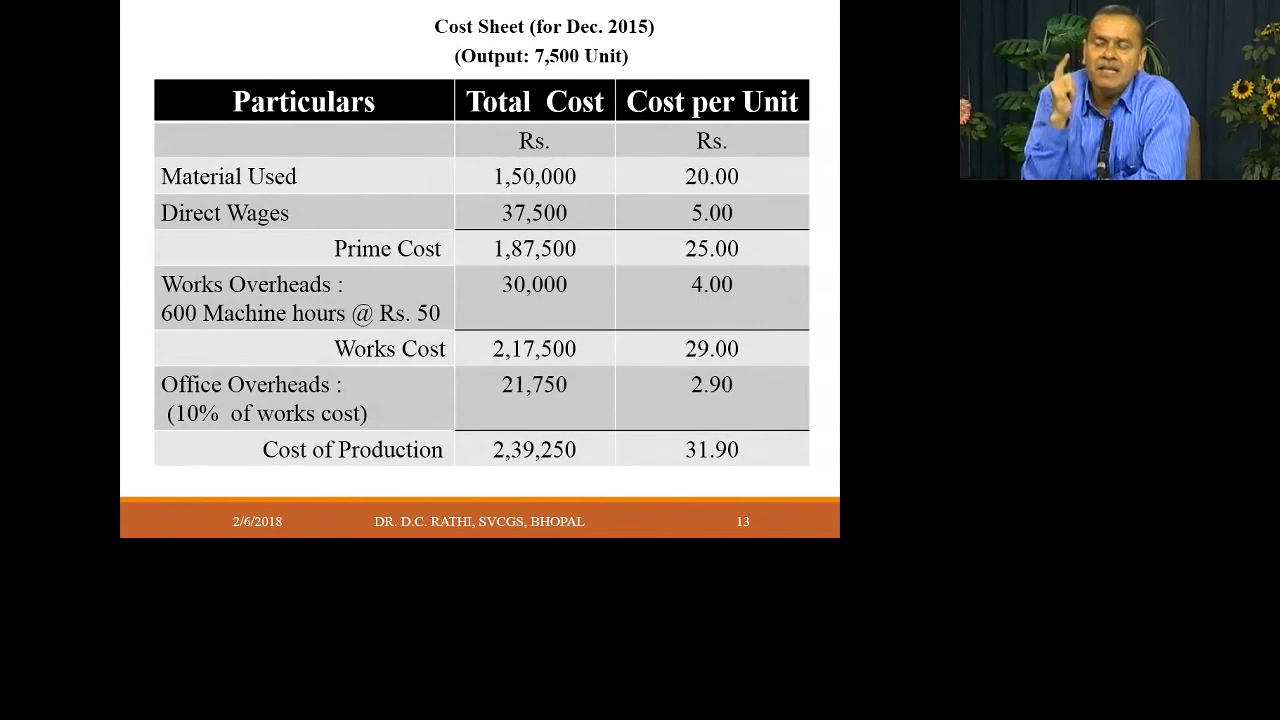 Cost Sheet (for Dec. 2015)
(Output: 7,500 Unit)
Particulars Total Cost Cost per Unit
Rs. Rs.
Material Used 1,50,000 20.00
Direct Wages 37,500 5.00
Prime Cost 1,87,500 25.00
Works Overheads : 30,000 4.00
600 Machine hours @ Rs. 50
Works Cost 2,17,500 29.00
Office Overheads : 21,750 2.90
(10% of works cost)
Cost of Production 2,39,250 31.90
2/6/2018 DR. D.C. RATHI, SVCGS, BHOPAL 13